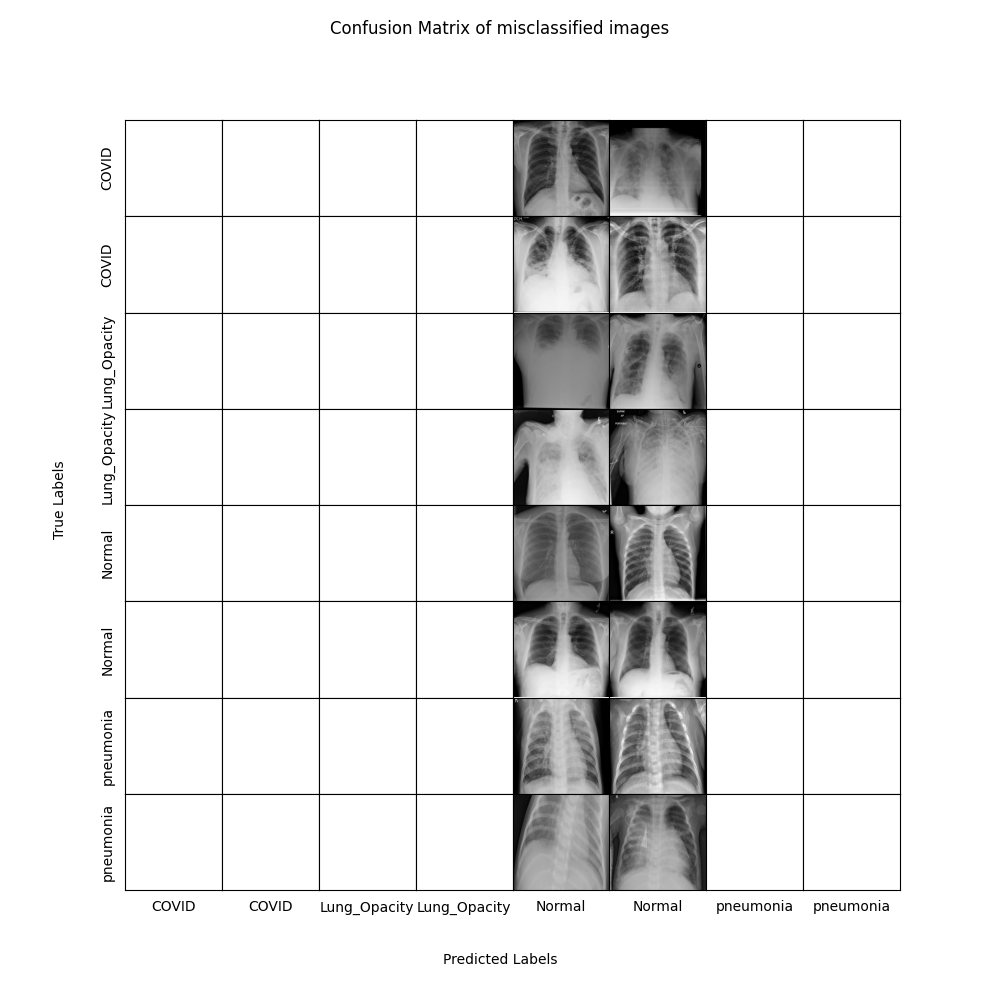 Confusion Matrix of misclassified images
True Labels
COVID
COVID
Lung_Opacity
Lung_Opacity
Normal
Normal
pneumonia
pneumonia
COVID COVID Lung_Opacity Lung_Opacity Normal Normal pneumonia pneumonia
Predicted Labels